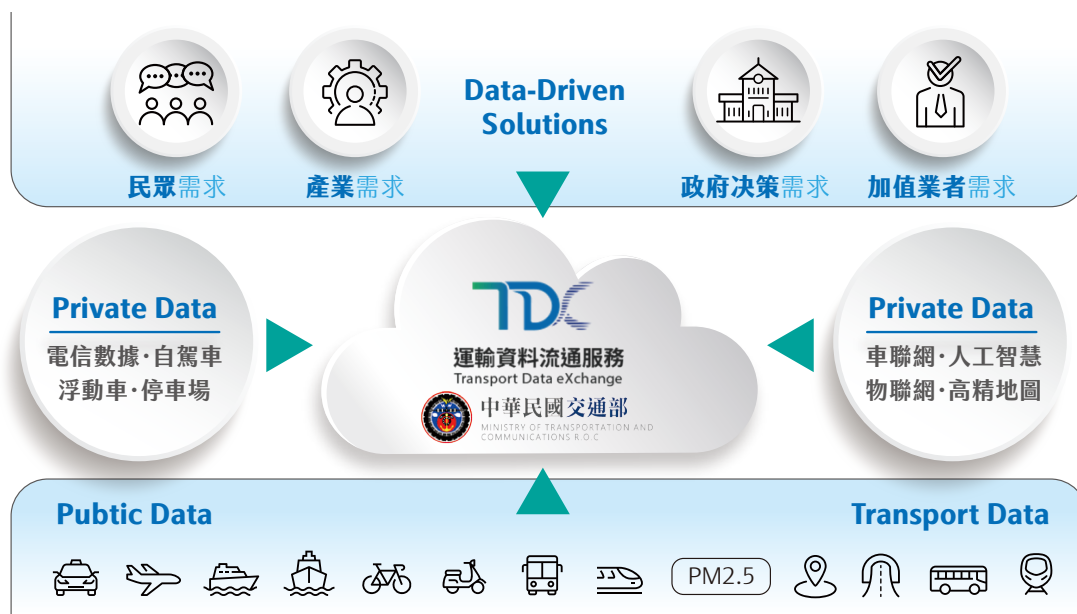 Data-Driven
Solutions
民眾需求
產業需求
政府决策需求
加值業者需求
Private Data
電信數據·自駕車
浮動車·停車場
TDX
運輸資料流通服務
Transport Data eXchange
中華民國交通部
MINISTRY OF TRANSPORTATION AND
COMMUNICATIONS R.O.C
Private Data
車聯網·人工智慧
物聯網·高精地圖
Pubtic Data
Transport Data
PM2.5